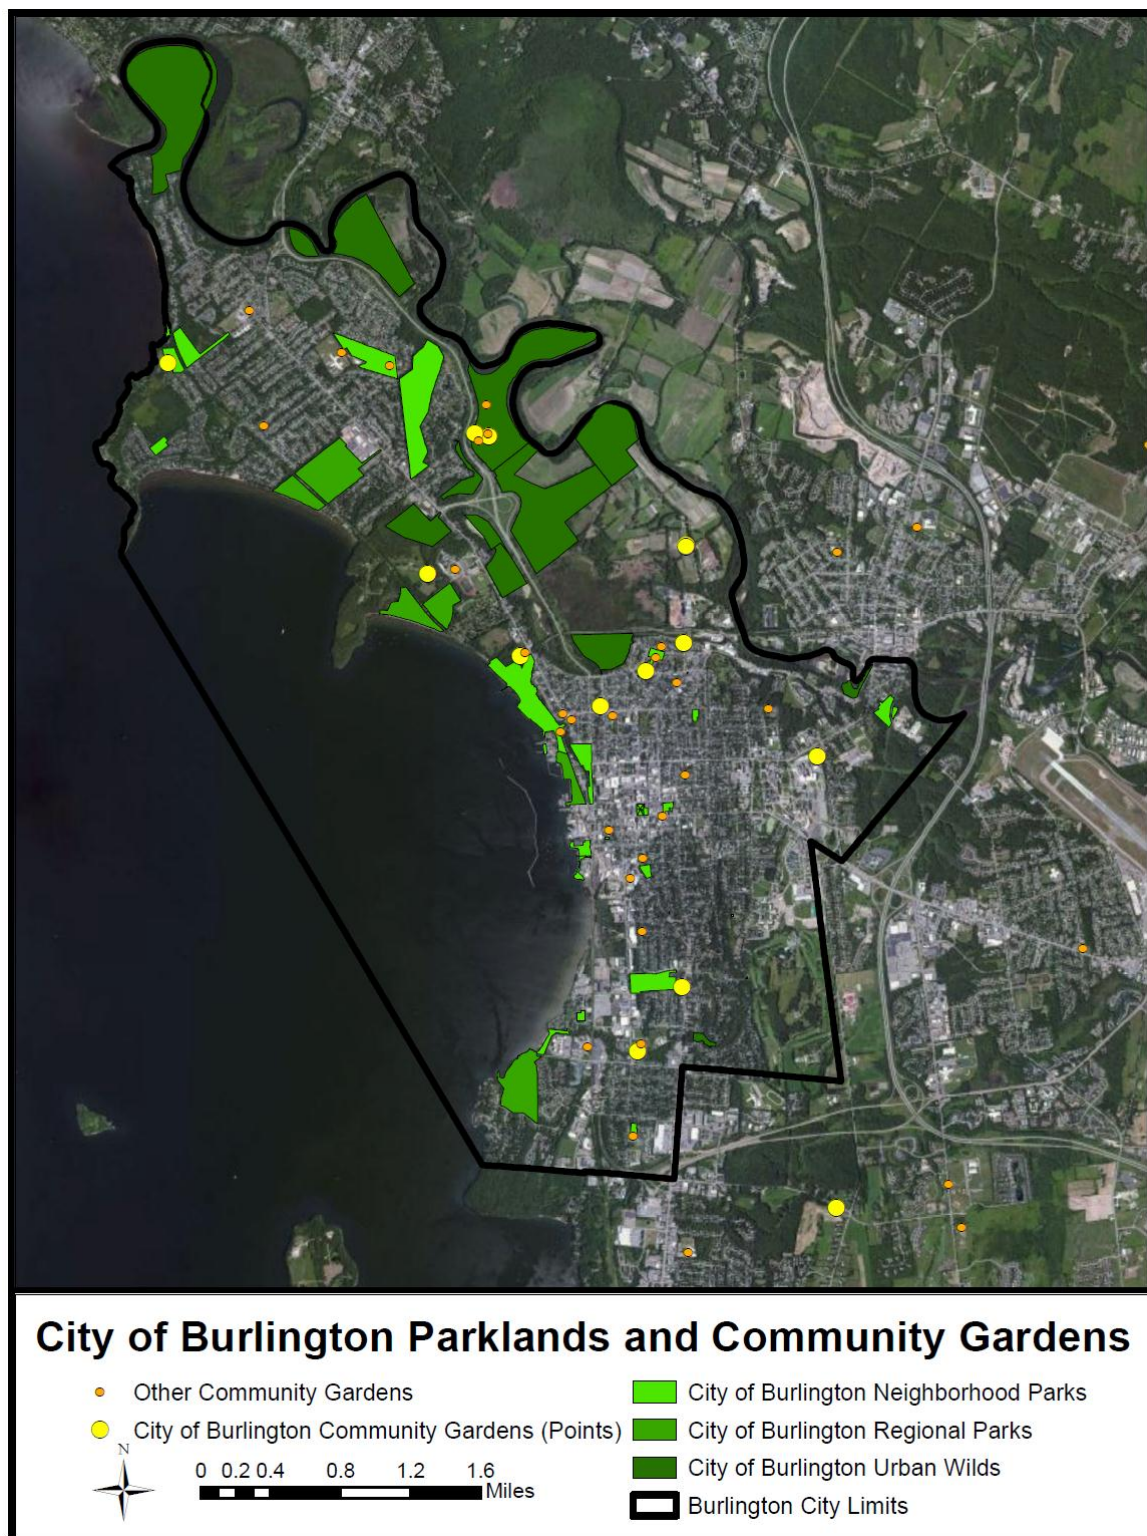 City of Burlington Parklands and Community Gardens
Other Community Gardens
City of Burlington Community Gardens (Points)
N
0 0.2 0.4 0.8 1.2 1.6
Miles
City of Burlington Neighborhood Parks
City of Burlington Regional Parks
City of Burlington Urban Wilds
Burlington City Limits